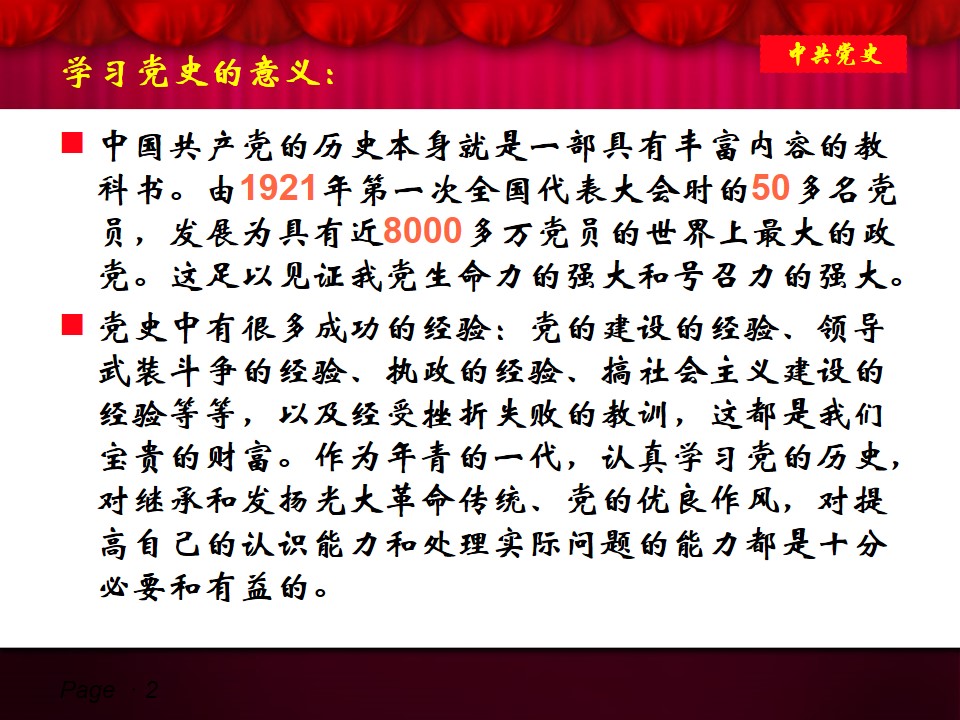 学习党史的意义：
中共党史
中国共产党的历史本身就是一部具有丰富内容的教
科书。由1921年第一次全国代表大会时的50多名党
员，发展为具有近8000多万党员的世界上最大的政
党。这足以见证我党生命力的强大和号召力的强大。
党史中有很多成功的经验：党的建设的经验、领导
武装斗争的经验、执政的经验、搞社会主义建设的
经验等等，以及经受挫折失败的教训，这都是我们
宝贵的财富。作为年青的一代，认真学习党的历史，
对继承和发扬光大革命传统、党的优良作风，对提
高自己的认识能力和处理实际问题的能力都是十分
必要和有益的。
Page 2